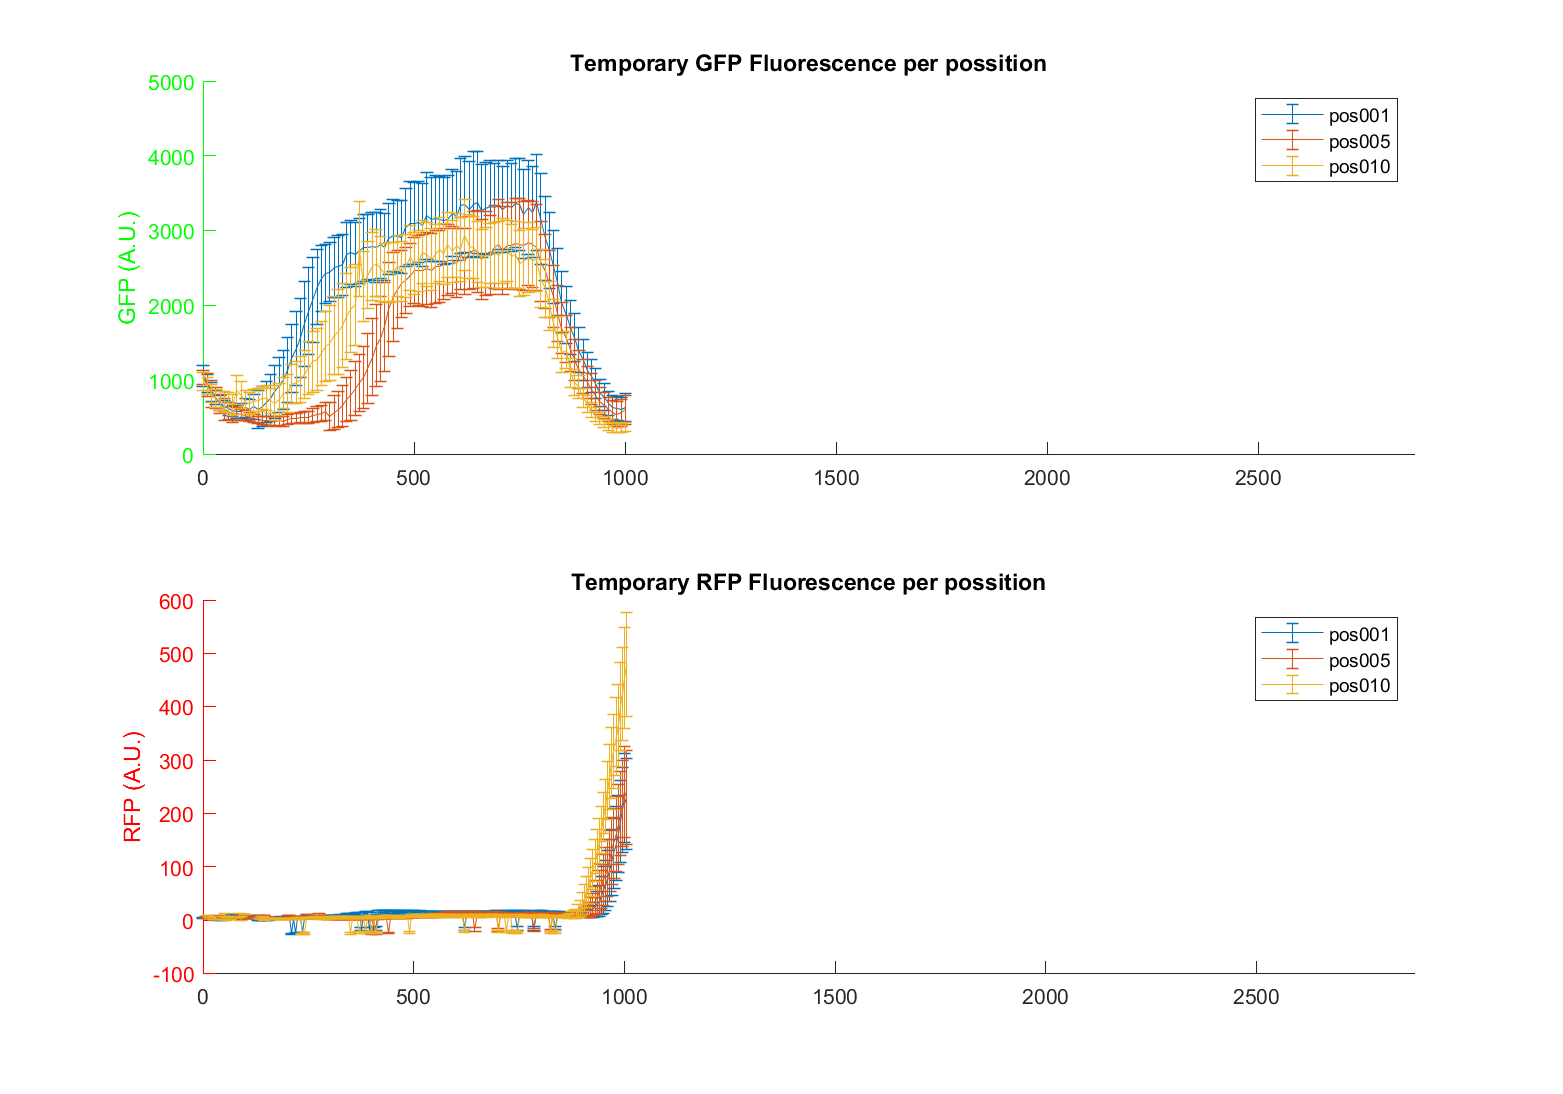 Temporary GFP Fluorescence per possition
5000
4000
3000
2000
1000
0
GFP (A.U.)
pos001
pos005
pos010
0 500 1000 1500 2000 2500
Temporary RFP Fluorescence per possition
600
500
400
300
200
100
0
-100
RFP (A.U.)
pos001
pos005
pos010
0 500 1000 1500 2000 2500